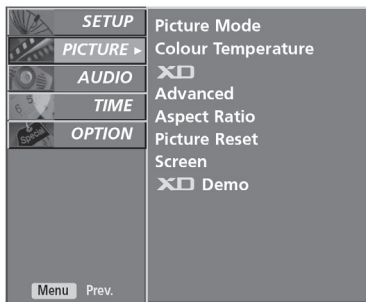 SETUP
PICTURE ►
AUDIO
TIME
OPTION
Picture Mode
Colour Temperature
XD
Advanced
Aspect Ratio
Picture Reset
Screen
XD Demo
Special
Menu Prev.